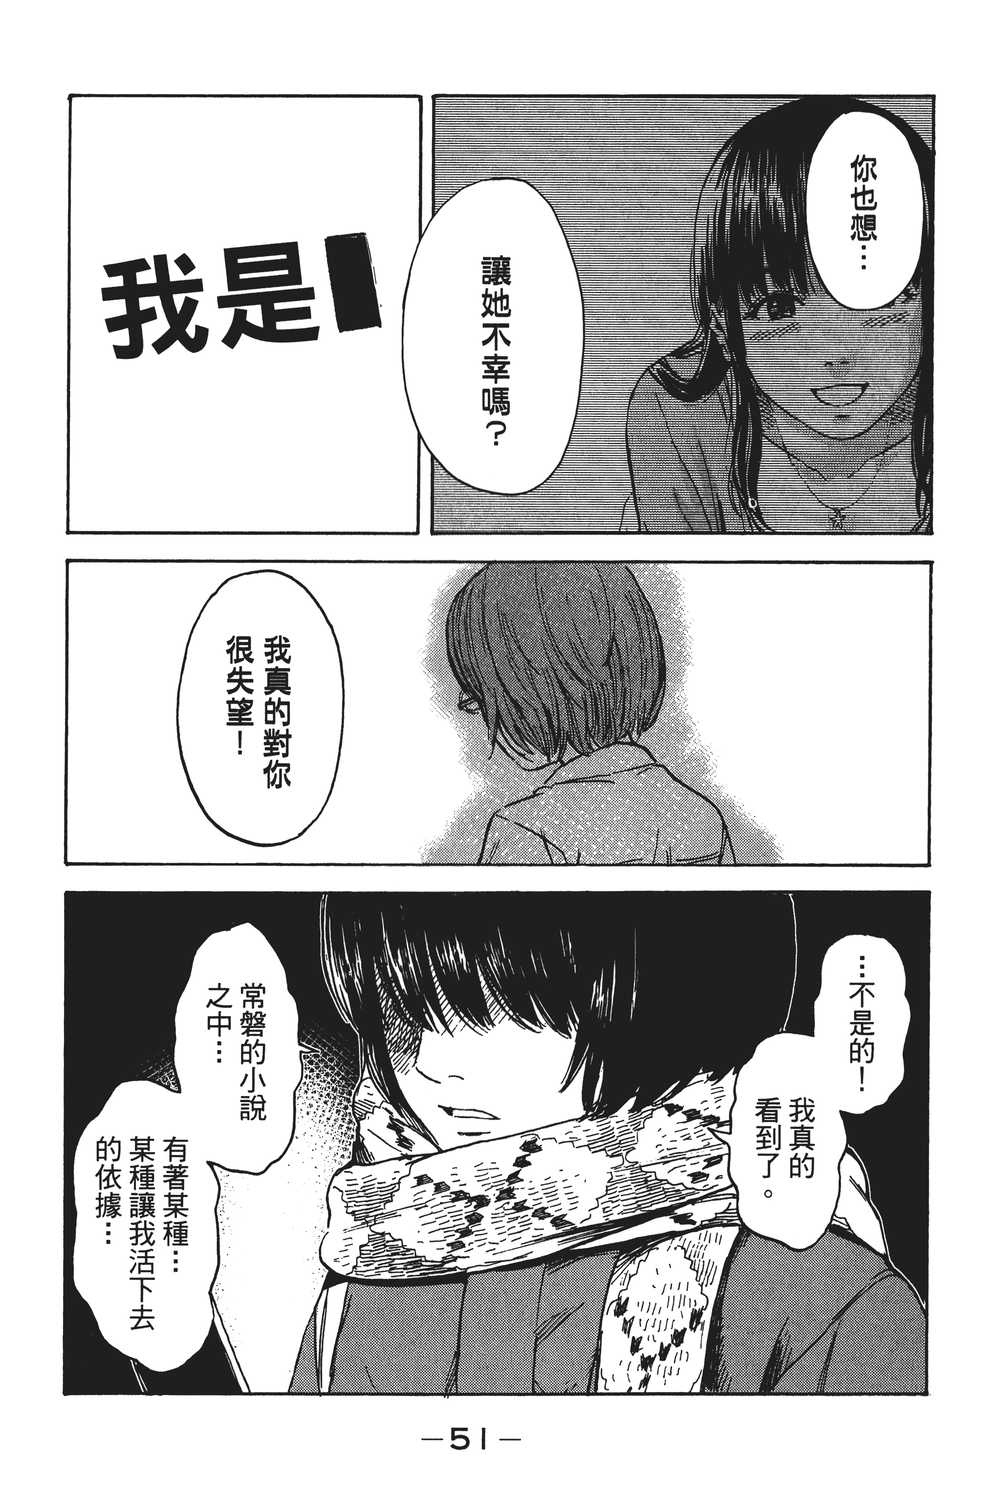 你也想…
讓她不幸嗎？
我是
我真的對你
很失望！
…不是的！
我真的
看到了。
常磐的小說
之中…
有著某種…
某種讓我活下去
的依據…
—51—